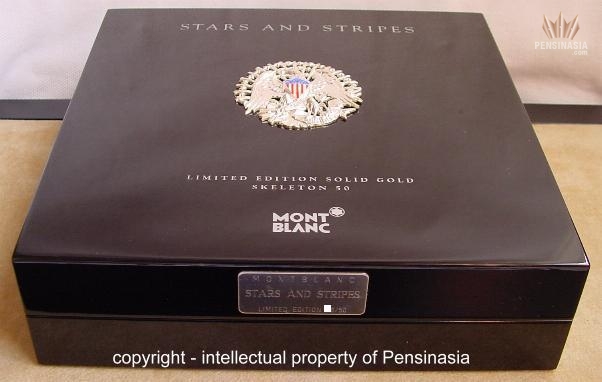 STARS AND STRIPES
PENSINASIA
.com
LIMITED EDITION SOLID GOLD
SKELETON 50
MONT
BLANC
MONTBLANC
STARS AND STRIPES
LIMITED EDITION /50
copyright - intellectual property of Pensinasia